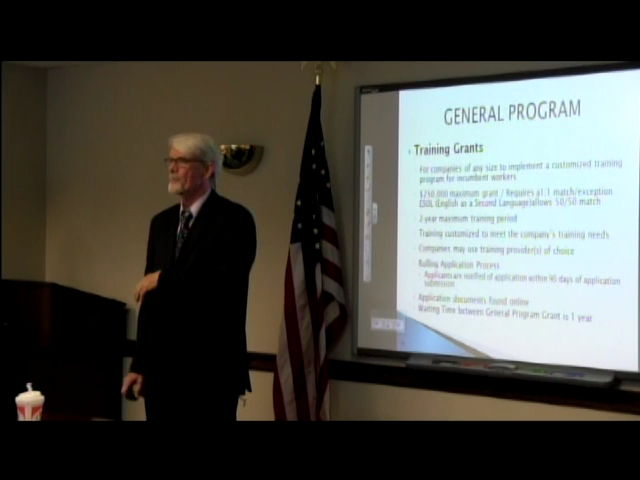 GENERAL PROGRAM
Training Grants
For companies of any size to implement a customized training
program for incumbent workers
$250,000 maximum grant / Requires a1:1 match/exception
ESOL (English as a Second Language)allows 50/50 match
2-year maximum training period
Training customized to meet the company's training needs
Companies may use training provider(s) of choice
Rolling Application Process
Applicants are notified of application within 90 days of application
submission
Application documents found online
Waiting Time between General Program Grant is 1 year